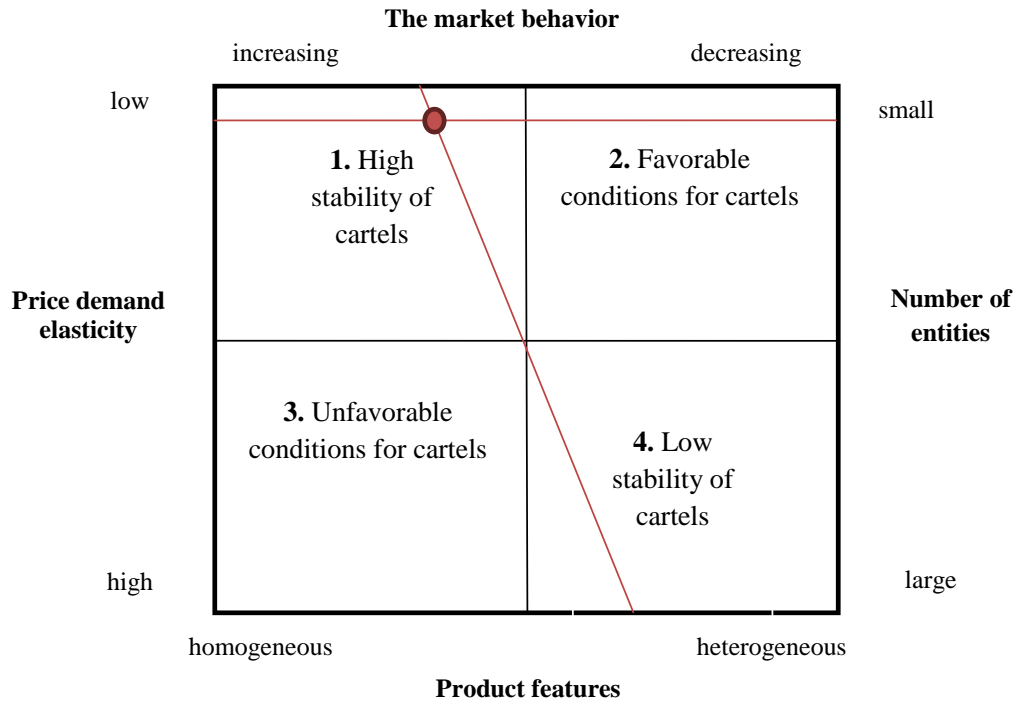 The market behavior
increasing
decreasing
low
small
1. High
stability of
cartels
2. Favorable
conditions for cartels
Price demand
elasticity
Number of
entities
3. Unfavorable
conditions for cartels
4. Low
stability of
cartels
high
large
homogeneous
heterogeneous
Product features